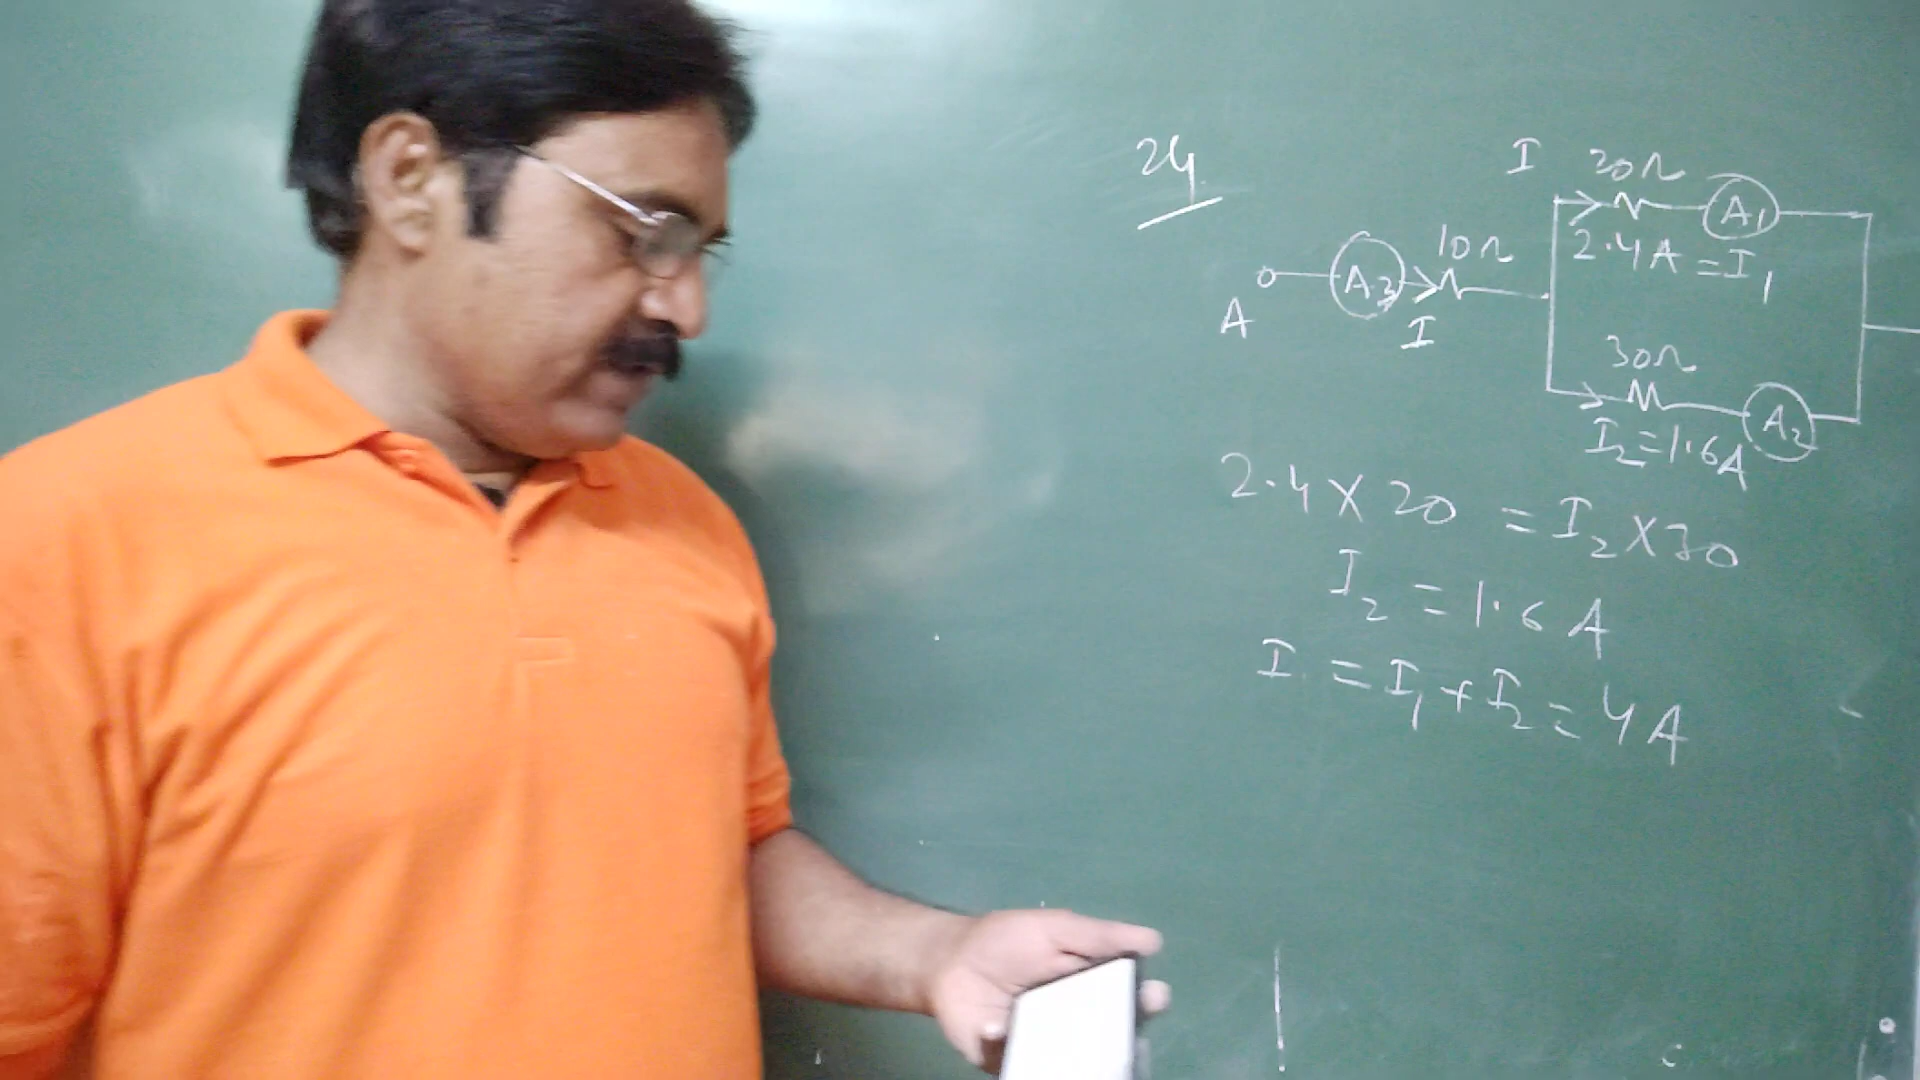 24
I 20Ω A1
2.4A = I1
10Ω
A A3 I
30Ω
A2
I2 = 1.6A
2.4 X 20 = I2 X 30
I2 = 1.6 A
I = I1 + I2 = 4A